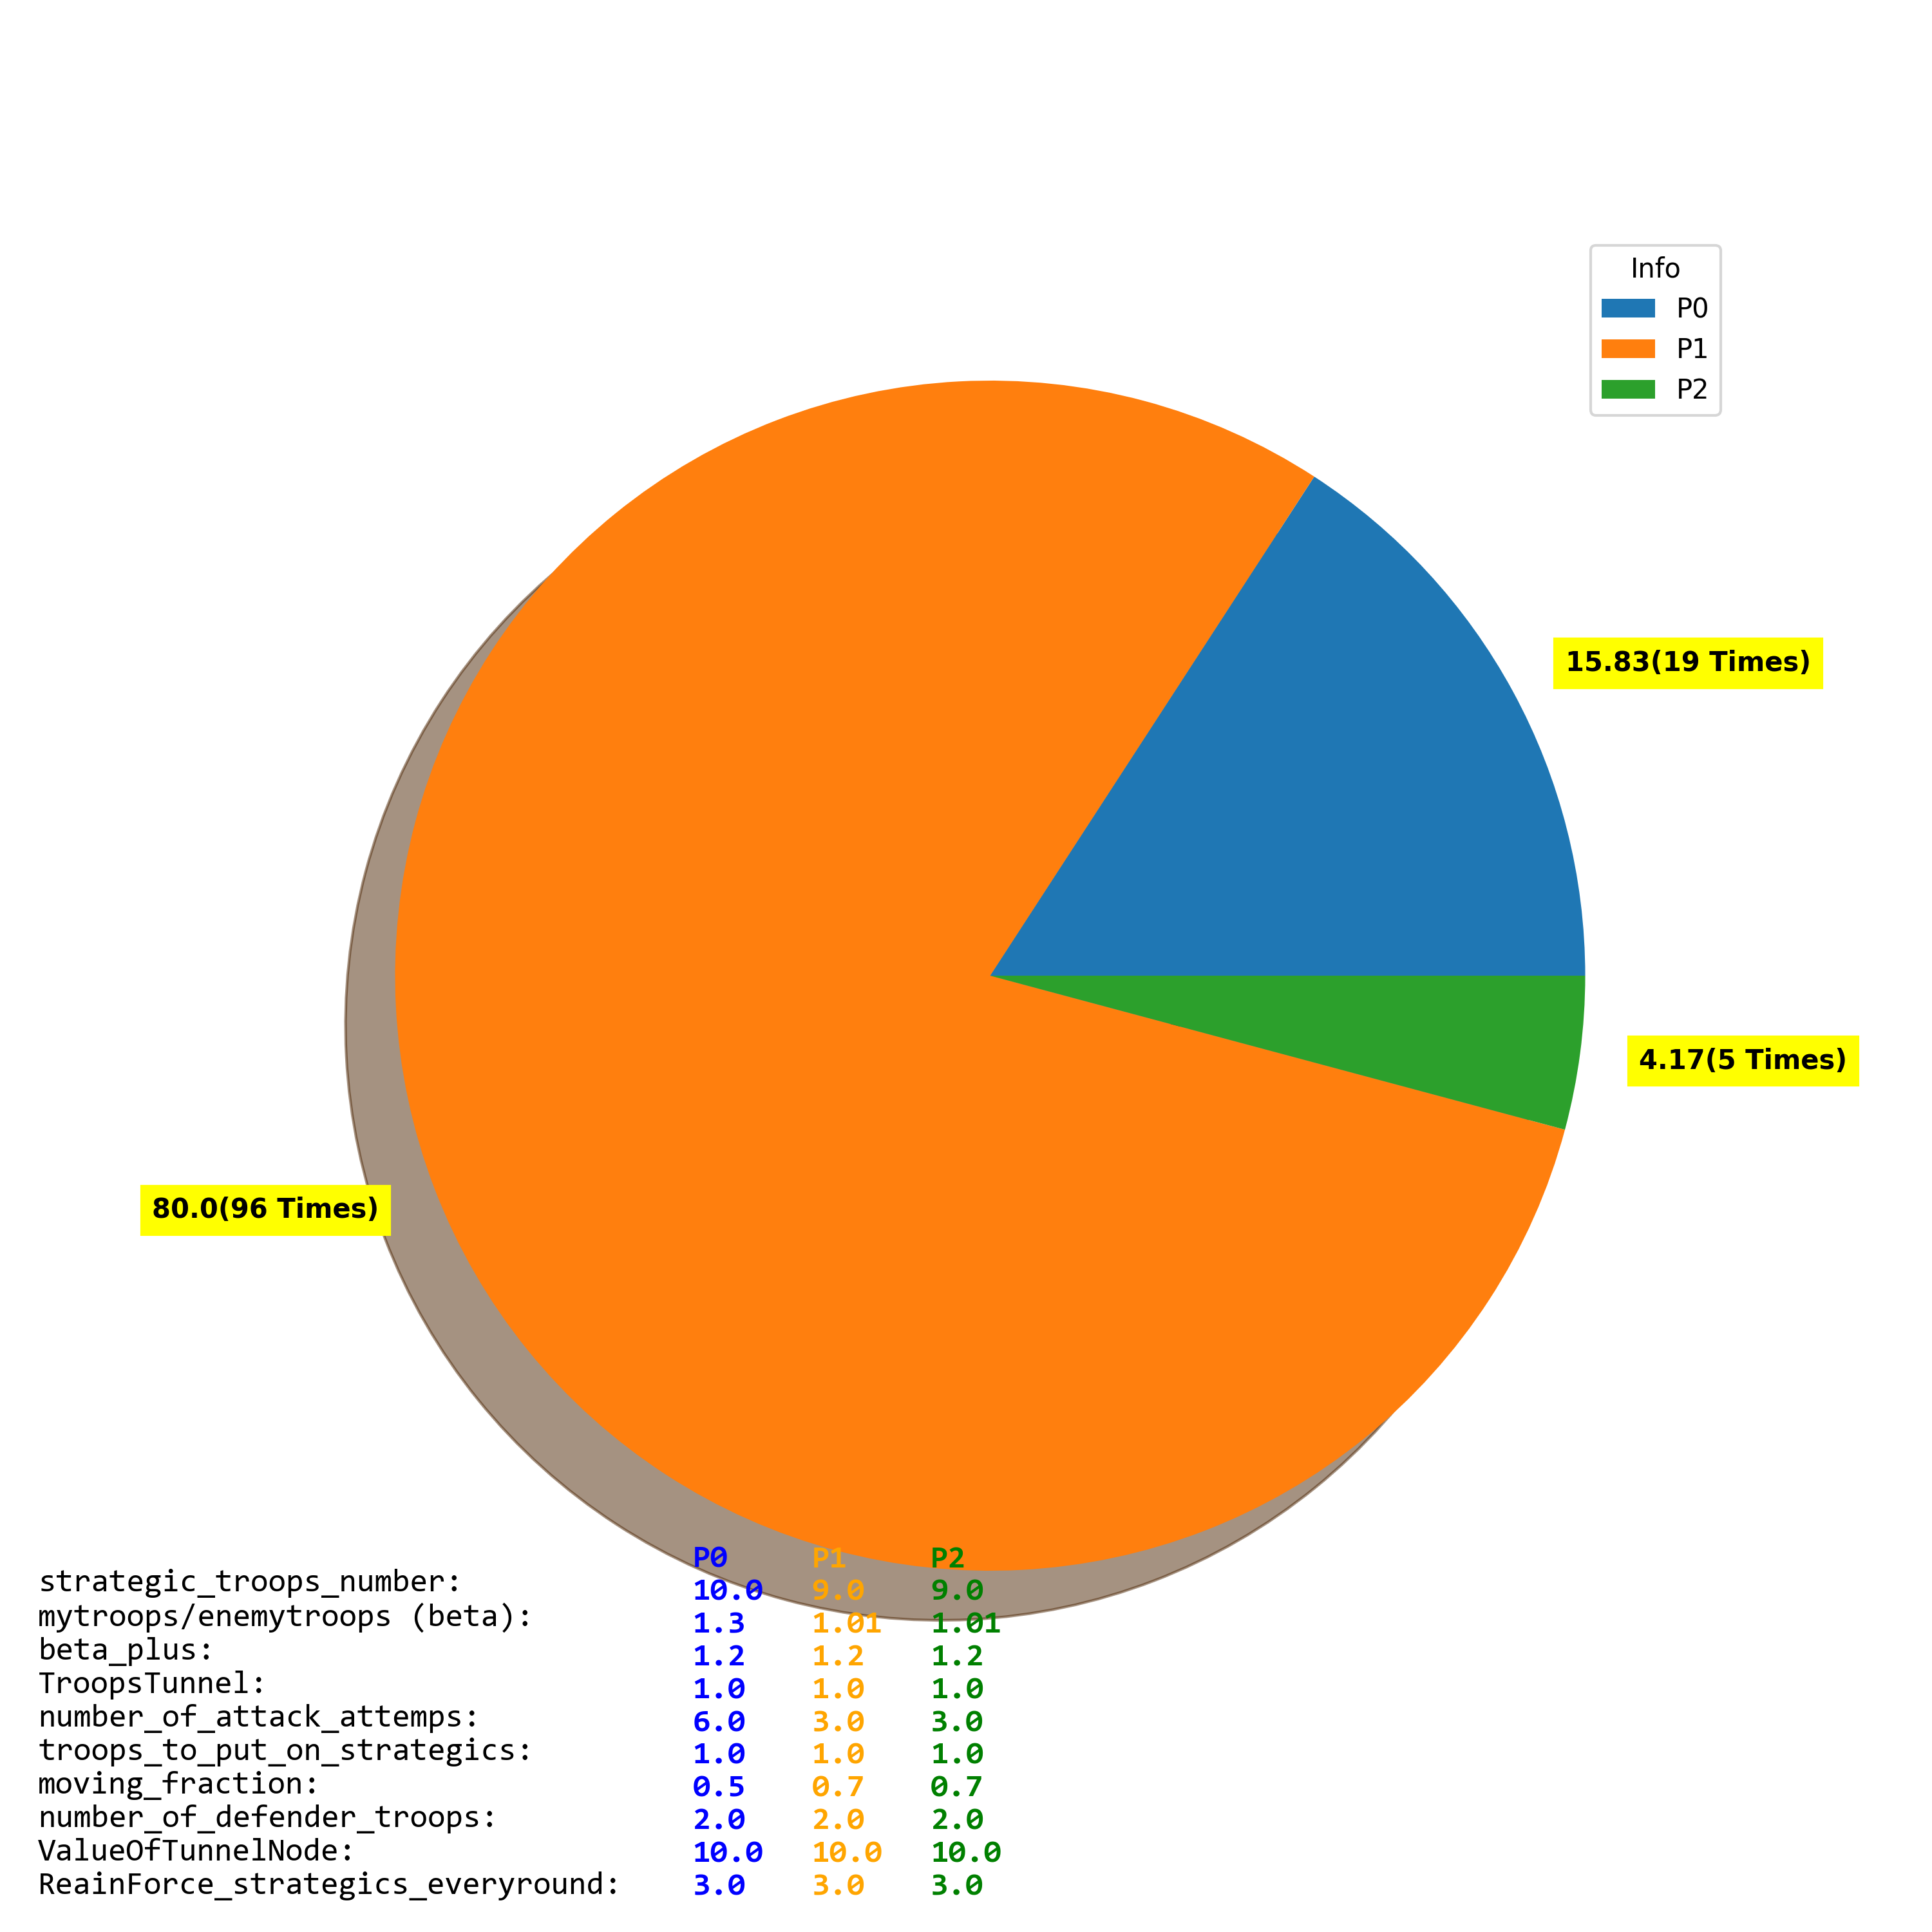 Info
P0
P1
P2
15.83(19 Times)
4.17(5 Times)
80.0(96 Times)
P0 P1 P2
strategic_troops_number: 10.0 9.0 9.0
mytroops/enemytroops (beta): 1.3 1.01 1.01
beta_plus: 1.2 1.2 1.2
TroopsTunnel: 1.0 1.0 1.0
number_of_attack_attemps: 6.0 3.0 3.0
troops_to_put_on_strategics: 1.0 1.0 1.0
moving_fraction: 0.5 0.7 0.7
number_of_defender_troops: 2.0 2.0 2.0
ValueOfTunnelNode: 10.0 10.0 10.0
ReainForce_strategics_everyround: 3.0 3.0 3.0